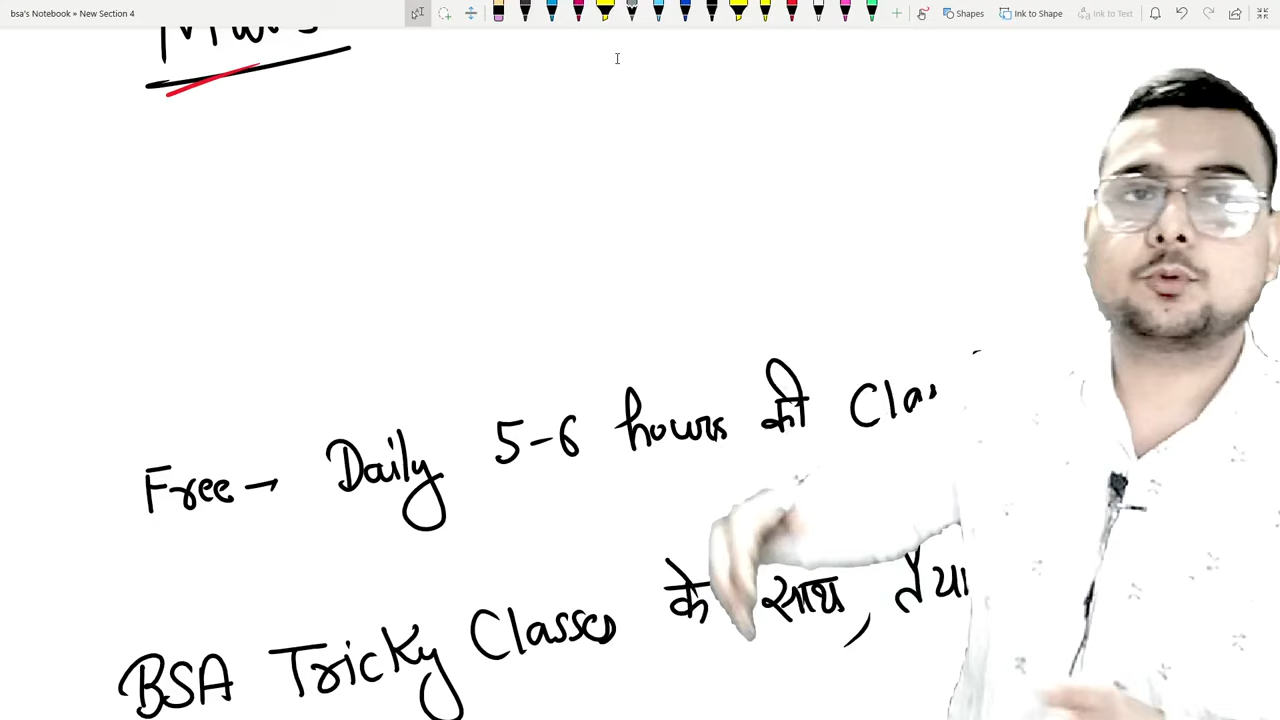 bsa's Notebook » New Section 4
Shapes
Ink to Shape
Ink to Text
Free → Daily 5-6 hours की Clas
BSA Tricky Classes के साथ, तैया